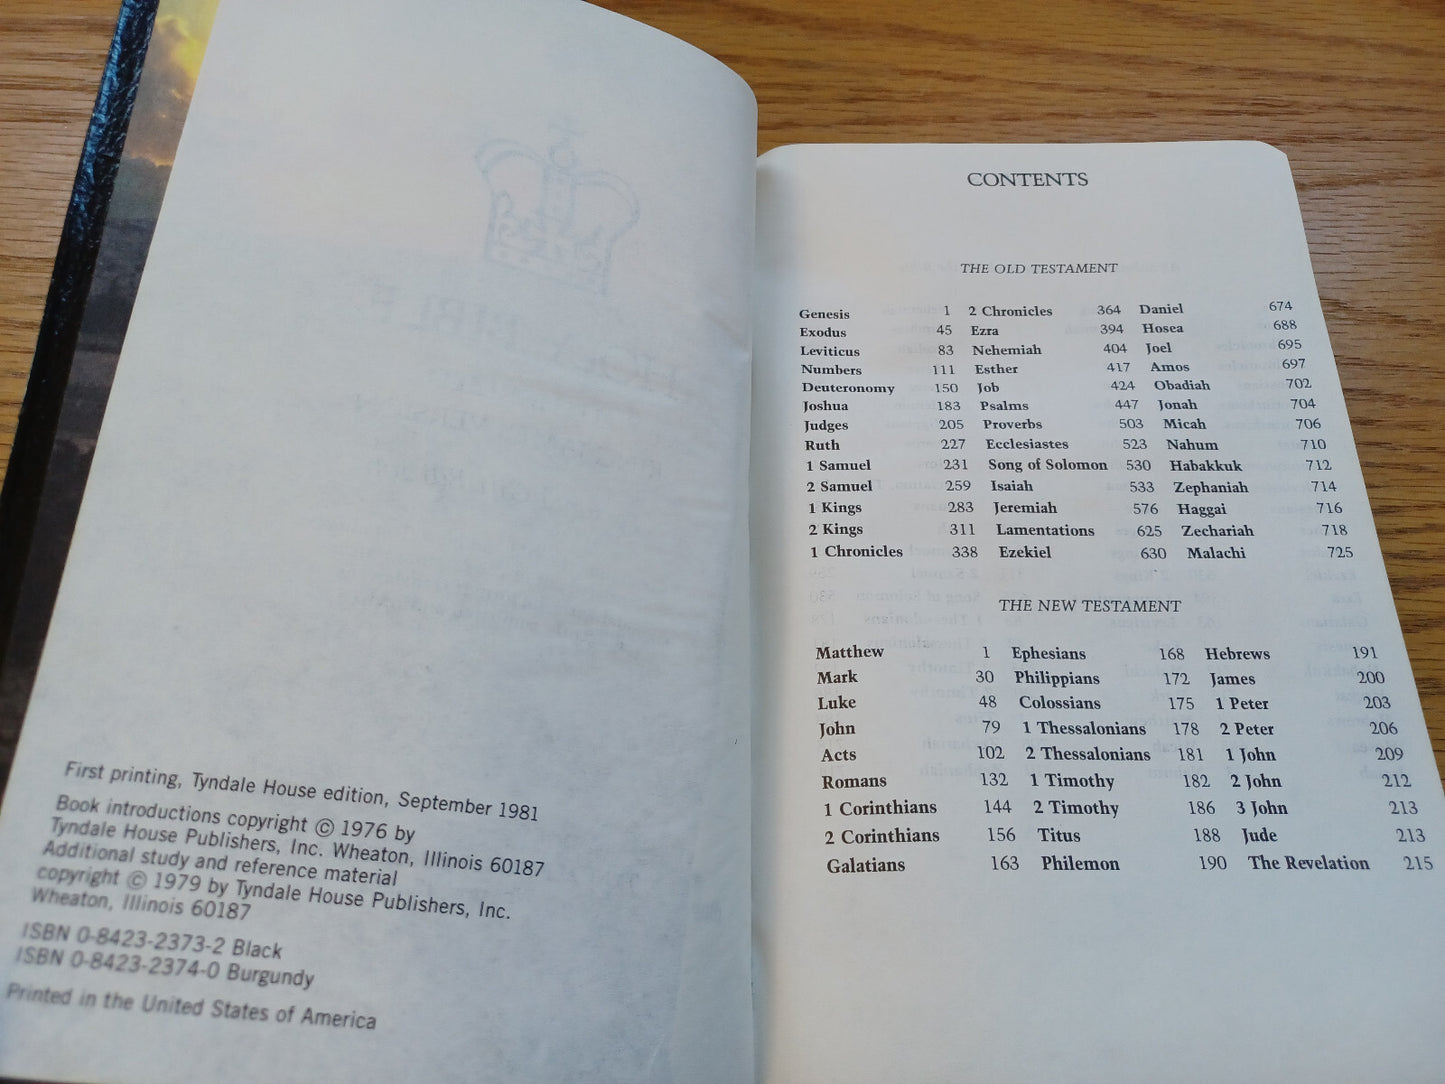 First printing, Tyndale House edition, September 1981
Book introductions copyright © 1976 by
Tyndale House Publishers, Inc. Wheaton, Illinois 60187
Additional study and reference material
copyright © 1979 by Tyndale House Publishers, Inc.
Wheaton, Illinois 60187
ISBN 0-8423-2373-2 Black
ISBN 0-8423-2374-0 Burgundy
Printed in the United States of America
CONTENTS
THE OLD TESTAMENT
Genesis 1 2 Chronicles 364 Daniel 674
Exodus 45 Ezra 394 Hosea 688
Leviticus 83 Nehemiah 404 Joel 695
Numbers 111 Esther 417 Amos 697
Deuteronomy 150 Job 424 Obadiah 702
Joshua 183 Psalms 447 Jonah 704
Judges 205 Proverbs 503 Micah 706
Ruth 227 Ecclesiastes 523 Nahum 710
1 Samuel 231 Song of Solomon 530 Habakkuk 712
2 Samuel 259 Isaiah 533 Zephaniah 714
1 Kings 283 Jeremiah 576 Haggai 716
2 Kings 311 Lamentations 625 Zechariah 718
1 Chronicles 338 Ezekiel 630 Malachi 725
THE NEW TESTAMENT
Matthew 1 Ephesians 168 Hebrews 191
Mark 30 Philippians 172 James 200
Luke 48 Colossians 175 1 Peter 203
John 79 1 Thessalonians 178 2 Peter 206
Acts 102 2 Thessalonians 181 1 John 209
Romans 132 1 Timothy 182 2 John 212
1 Corinthians 144 2 Timothy 186 3 John 213
2 Corinthians 156 Titus 188 Jude 213
Galatians 163 Philemon 190 The Revelation 215